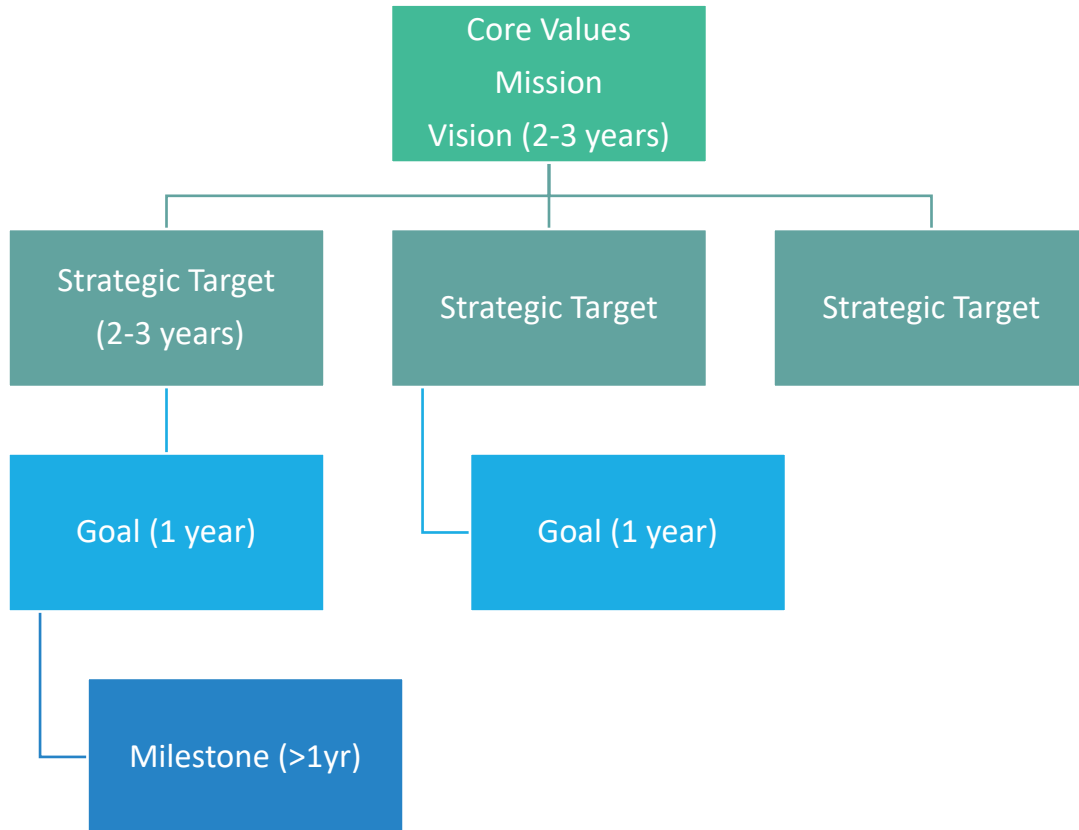 Core Values
Mission
Vision (2-3 years)
Strategic Target
(2-3 years)
Strategic Target
Strategic Target
Goal (1 year)
Goal (1 year)
Milestone (>1yr)